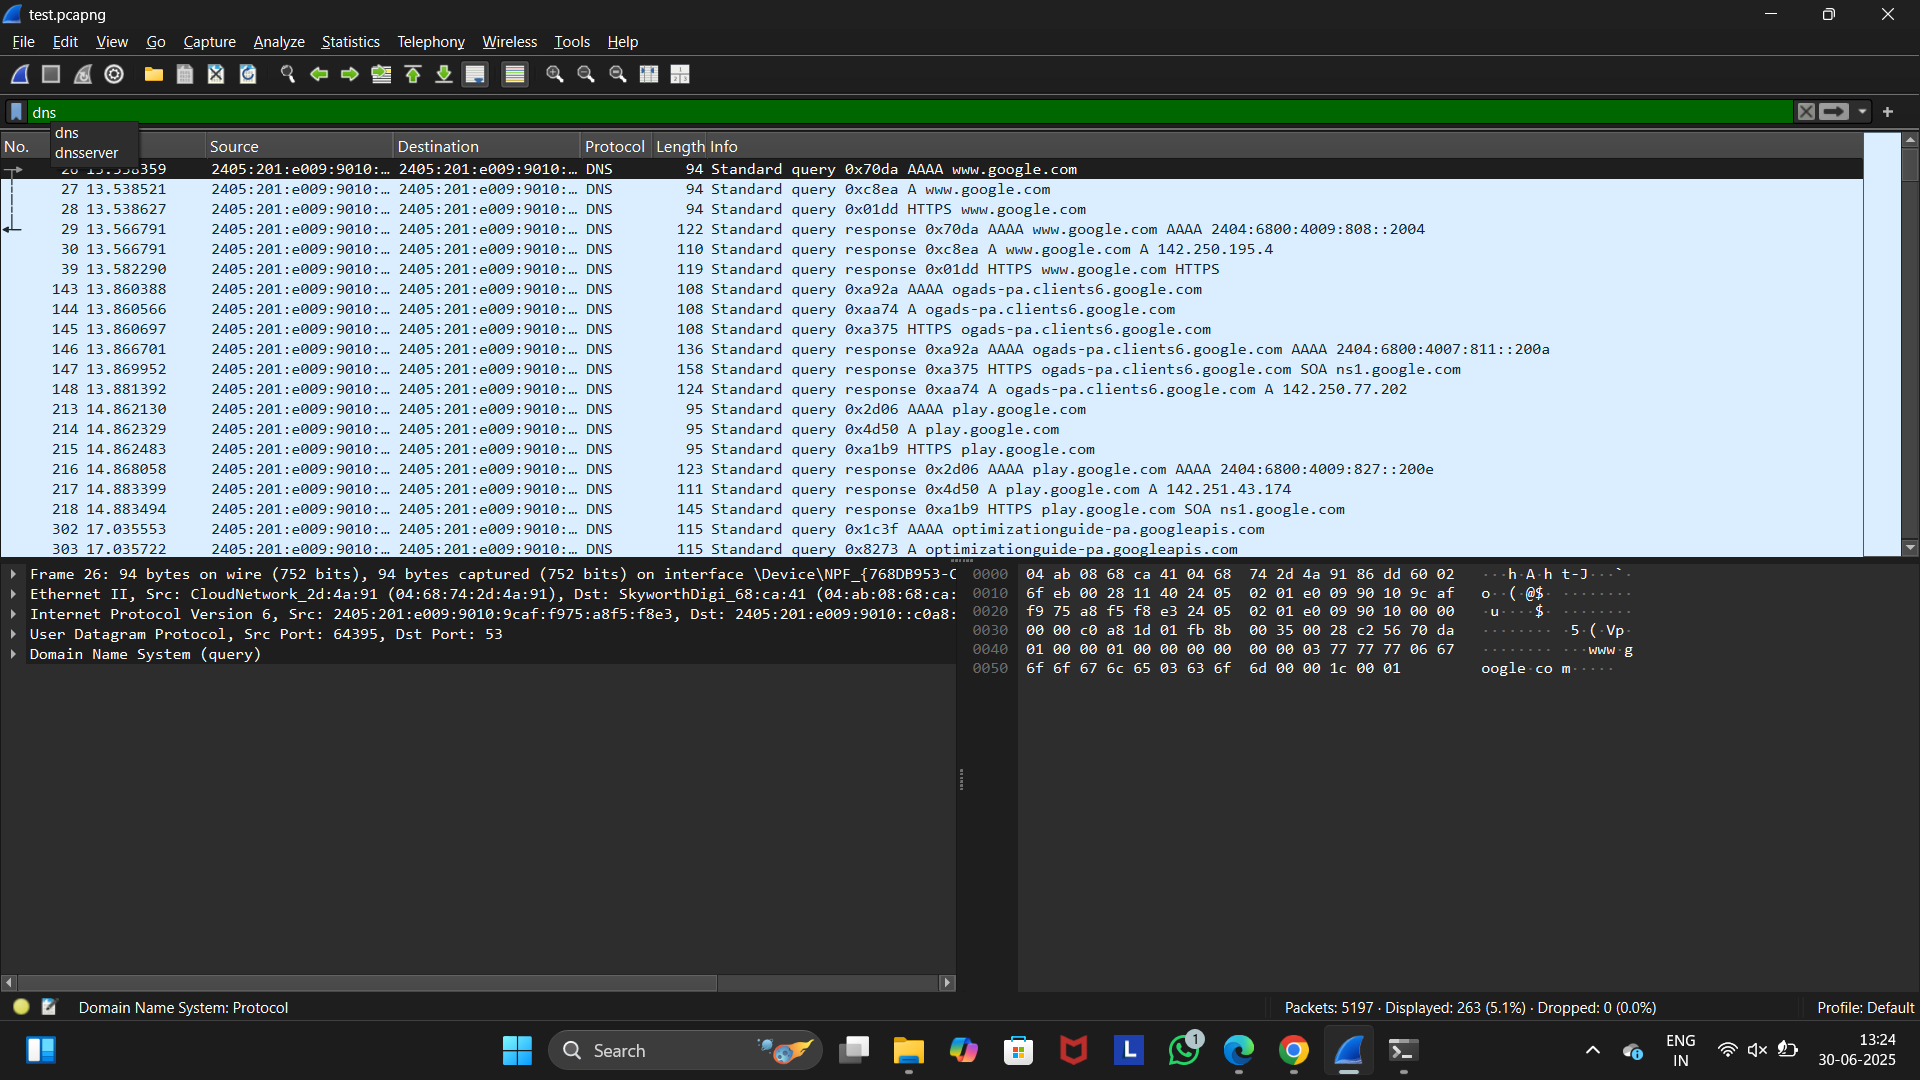 test.pcapng
File Edit View Go Capture Analyze Statistics Telephony Wireless Tools Help
dns
dns
dnsserver
No. Source Destination Protocol Length Info
26 13.538359 2405:201:e009:9010:… 2405:201:e009:9010:… DNS 94 Standard query 0x70da AAAA www.google.com
27 13.538521 2405:201:e009:9010:… 2405:201:e009:9010:… DNS 94 Standard query 0xc8ea A www.google.com
28 13.538627 2405:201:e009:9010:… 2405:201:e009:9010:… DNS 94 Standard query 0x01dd HTTPS www.google.com
29 13.566791 2405:201:e009:9010:… 2405:201:e009:9010:… DNS 122 Standard query response 0x70da AAAA www.google.com AAAA 2404:6800:4009:808::2004
30 13.566791 2405:201:e009:9010:… 2405:201:e009:9010:… DNS 110 Standard query response 0xc8ea A www.google.com A 142.250.195.4
39 13.582290 2405:201:e009:9010:… 2405:201:e009:9010:… DNS 119 Standard query response 0x01dd HTTPS www.google.com HTTPS
143 13.860388 2405:201:e009:9010:… 2405:201:e009:9010:… DNS 108 Standard query 0xa92a AAAA ogads-pa.clients6.google.com
144 13.860566 2405:201:e009:9010:… 2405:201:e009:9010:… DNS 108 Standard query 0xaa74 A ogads-pa.clients6.google.com
145 13.860697 2405:201:e009:9010:… 2405:201:e009:9010:… DNS 108 Standard query 0xa375 HTTPS ogads-pa.clients6.google.com
146 13.866701 2405:201:e009:9010:… 2405:201:e009:9010:… DNS 136 Standard query response 0xa92a AAAA ogads-pa.clients6.google.com AAAA 2404:6800:4007:811::200a
147 13.869952 2405:201:e009:9010:… 2405:201:e009:9010:… DNS 158 Standard query response 0xa375 HTTPS ogads-pa.clients6.google.com SOA ns1.google.com
148 13.881392 2405:201:e009:9010:… 2405:201:e009:9010:… DNS 124 Standard query response 0xaa74 A ogads-pa.clients6.google.com A 142.250.77.202
213 14.862130 2405:201:e009:9010:… 2405:201:e009:9010:… DNS 95 Standard query 0x2d06 AAAA play.google.com
214 14.862329 2405:201:e009:9010:… 2405:201:e009:9010:… DNS 95 Standard query 0x4d50 A play.google.com
215 14.862483 2405:201:e009:9010:… 2405:201:e009:9010:… DNS 95 Standard query 0xa1b9 HTTPS play.google.com
216 14.868058 2405:201:e009:9010:… 2405:201:e009:9010:… DNS 123 Standard query response 0x2d06 AAAA play.google.com AAAA 2404:6800:4009:827::200e
217 14.883399 2405:201:e009:9010:… 2405:201:e009:9010:… DNS 111 Standard query response 0x4d50 A play.google.com A 142.251.43.174
218 14.883494 2405:201:e009:9010:… 2405:201:e009:9010:… DNS 145 Standard query response 0xa1b9 HTTPS play.google.com SOA ns1.google.com
302 17.035553 2405:201:e009:9010:… 2405:201:e009:9010:… DNS 115 Standard query 0x1c3f AAAA optimizationguide-pa.googleapis.com
303 17.035722 2405:201:e009:9010:… 2405:201:e009:9010:… DNS 115 Standard query 0x8273 A optimizationguide-pa.googleapis.com
Frame 26: 94 bytes on wire (752 bits), 94 bytes captured (752 bits) on interface \Device\NPF_{768DB953-C
Ethernet II, Src: CloudNetwork_2d:4a:91 (04:68:74:2d:4a:91), Dst: SkyworthDigi_68:ca:41 (04:ab:08:68:ca:
Internet Protocol Version 6, Src: 2405:201:e009:9010:9caf:f975:a8f5:f8e3, Dst: 2405:201:e009:9010::c0a8:
User Datagram Protocol, Src Port: 64395, Dst Port: 53
Domain Name System (query)
0000 04 ab 08 68 ca 41 04 68 74 2d 4a 91 86 dd 60 02 ···h·A·h t-J···`·
0010 6f eb 00 28 11 40 24 05 02 01 e0 09 90 10 9c af o··(·@$· ········
0020 f9 75 a8 f5 f8 e3 24 05 02 01 e0 09 90 10 00 00 ·u····$· ········
0030 00 00 c0 a8 1d 01 fb 8b 00 35 00 28 c2 56 70 da ········ ·5·(·Vp·
0040 01 00 00 01 00 00 00 00 00 00 03 77 77 77 06 67 ········ ···www·g
0050 6f 6f 67 6c 65 03 63 6f 6d 00 00 1c 00 01 oogle·co m·····
Domain Name System: Protocol
Packets: 5197 · Displayed: 263 (5.1%) · Dropped: 0 (0.0%)
Profile: Default
Search
L
1
ENG
IN
13:24
30-06-2025